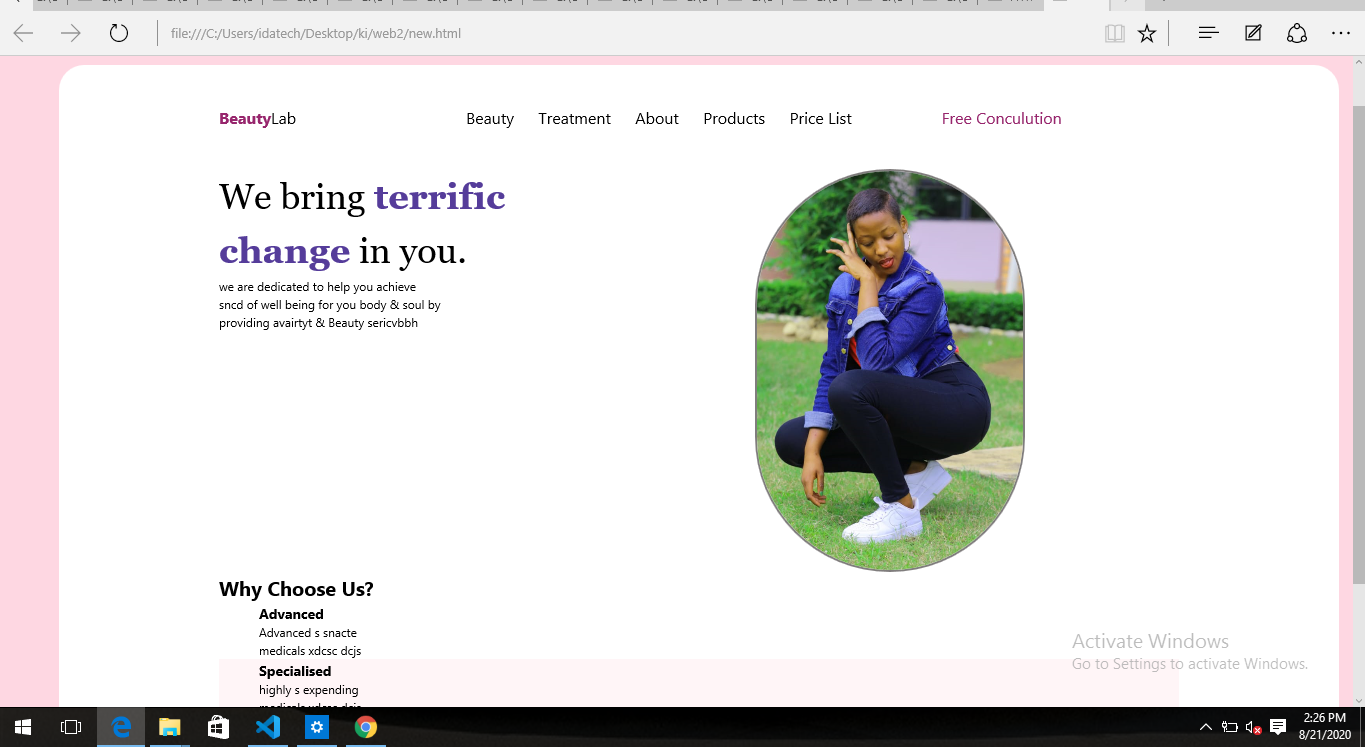 file:///C:/Users/idatech/Desktop/ki/web2/new.html
BeautyLab Beauty Treatment About Products Price List Free Conculution
We bring terrific
change in you.
we are dedicated to help you achieve
sncd of well being for you body & soul by
providing avairtyt & Beauty sericvbbh
Why Choose Us?
Advanced
Advanced s snacte
medicals xdcsc dcjs
Specialised
highly s expending
Activate Windows
Go to Settings to activate Windows.
2:26 PM
8/21/2020